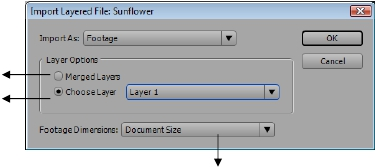 Import Layered File: Sunflower
Import As: Footage
OK
Layer Options
Cancel
Merged Layers
Choose Layer Layer 1
Footage Dimensions: Document Size